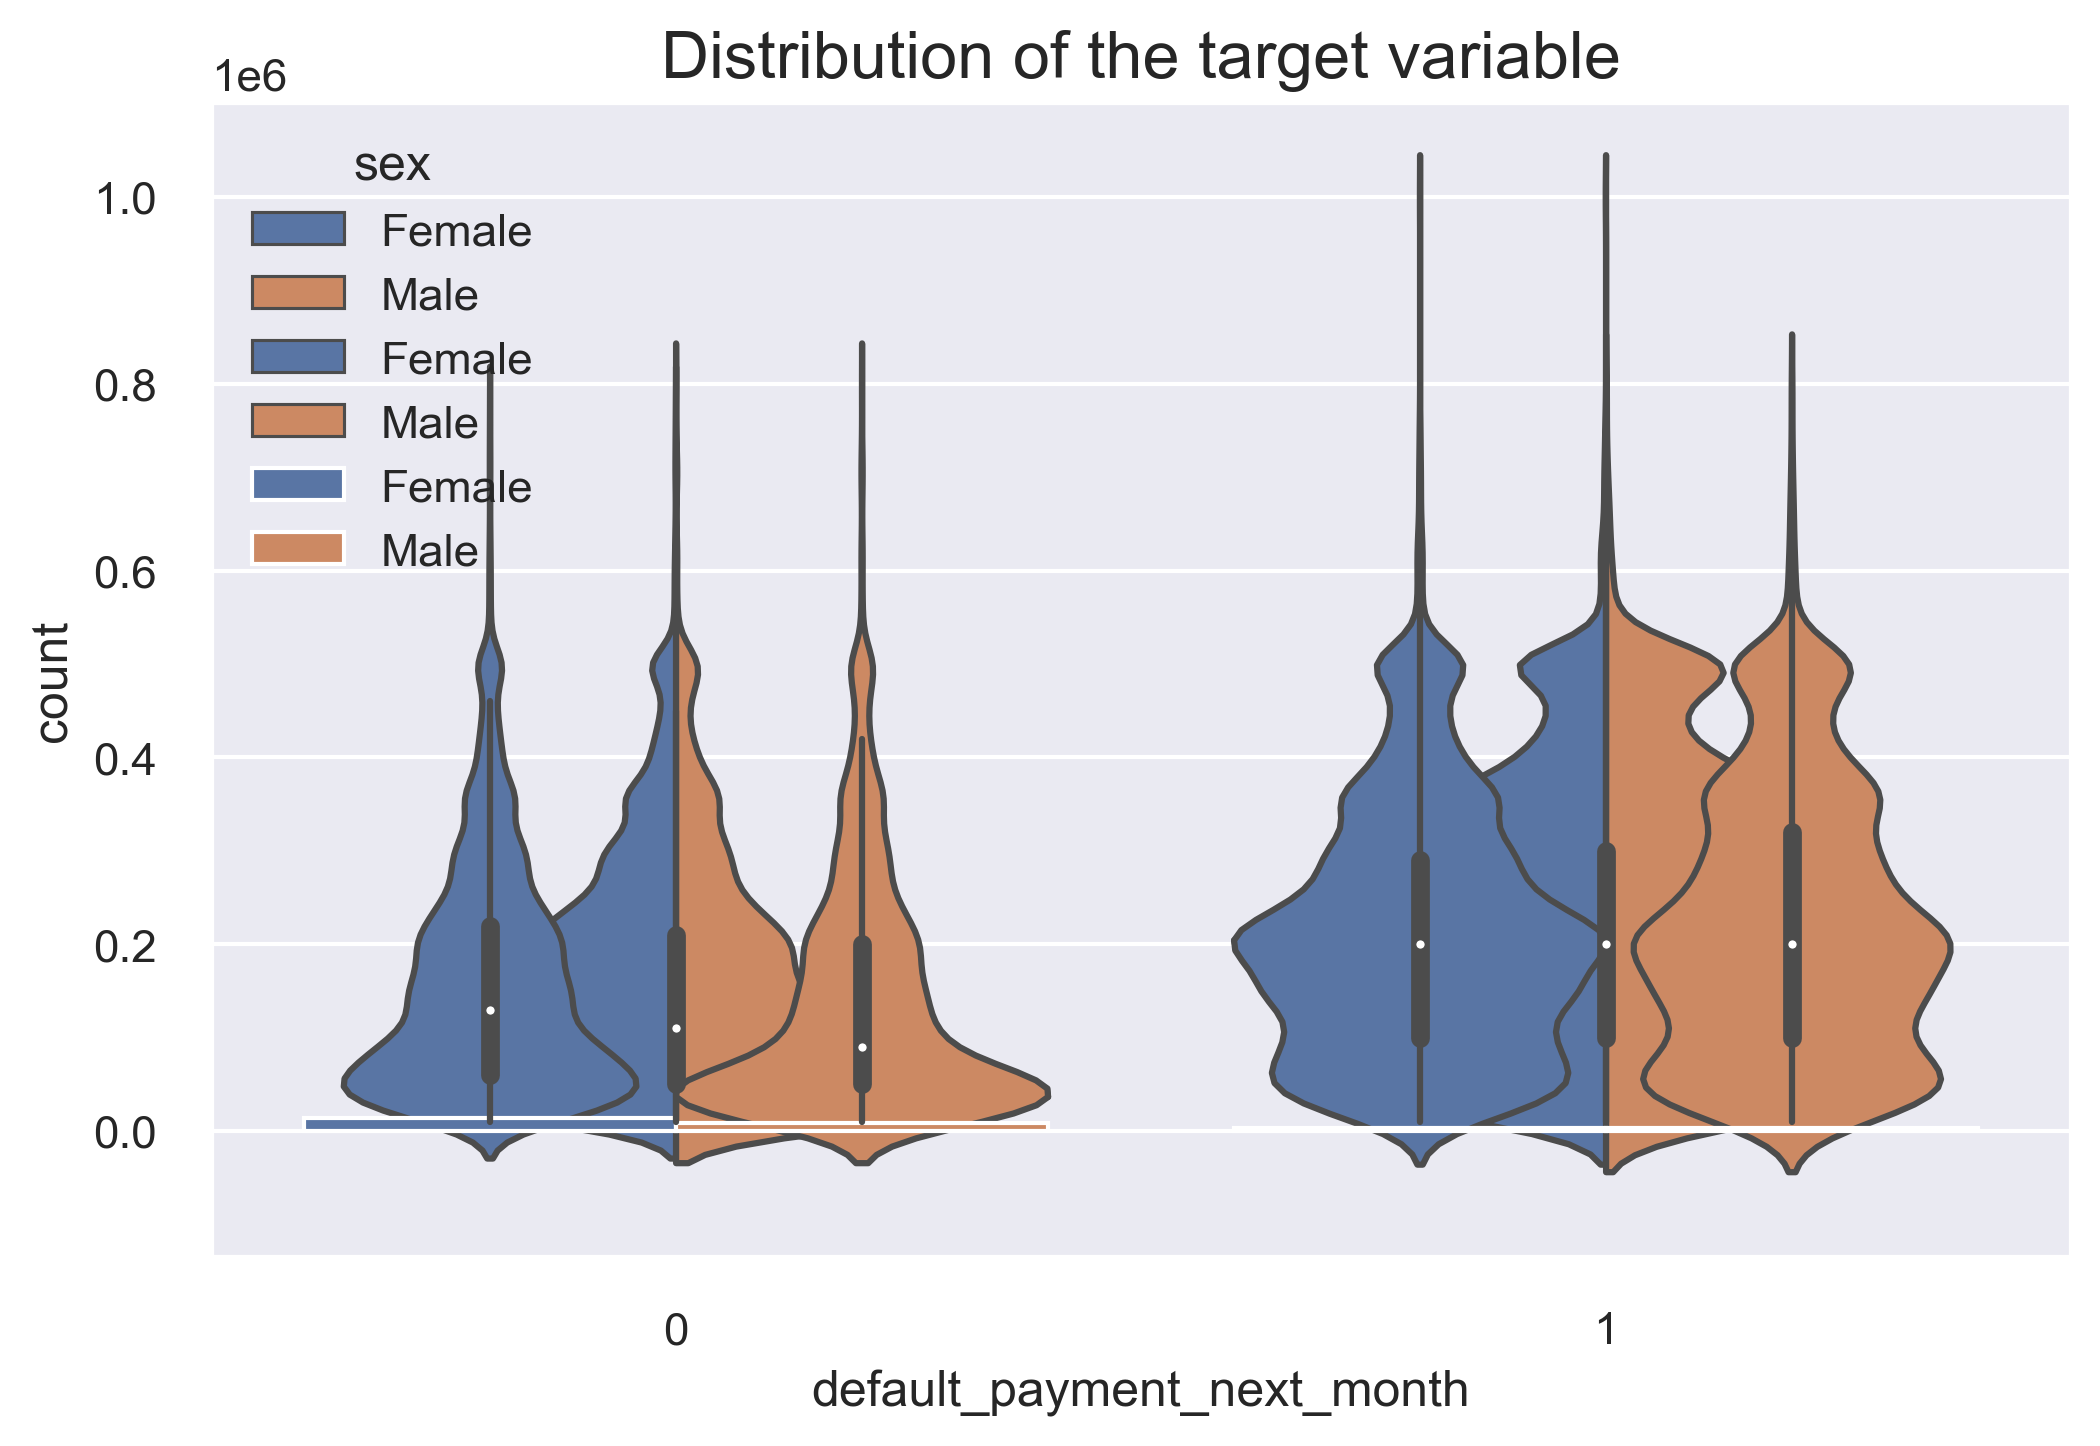 Distribution of the target variable
1e6
sex
Female
Male
Female
Male
Female
Male
1.0
0.8
0.6
0.4
0.2
0.0
count
0
1
default_payment_next_month